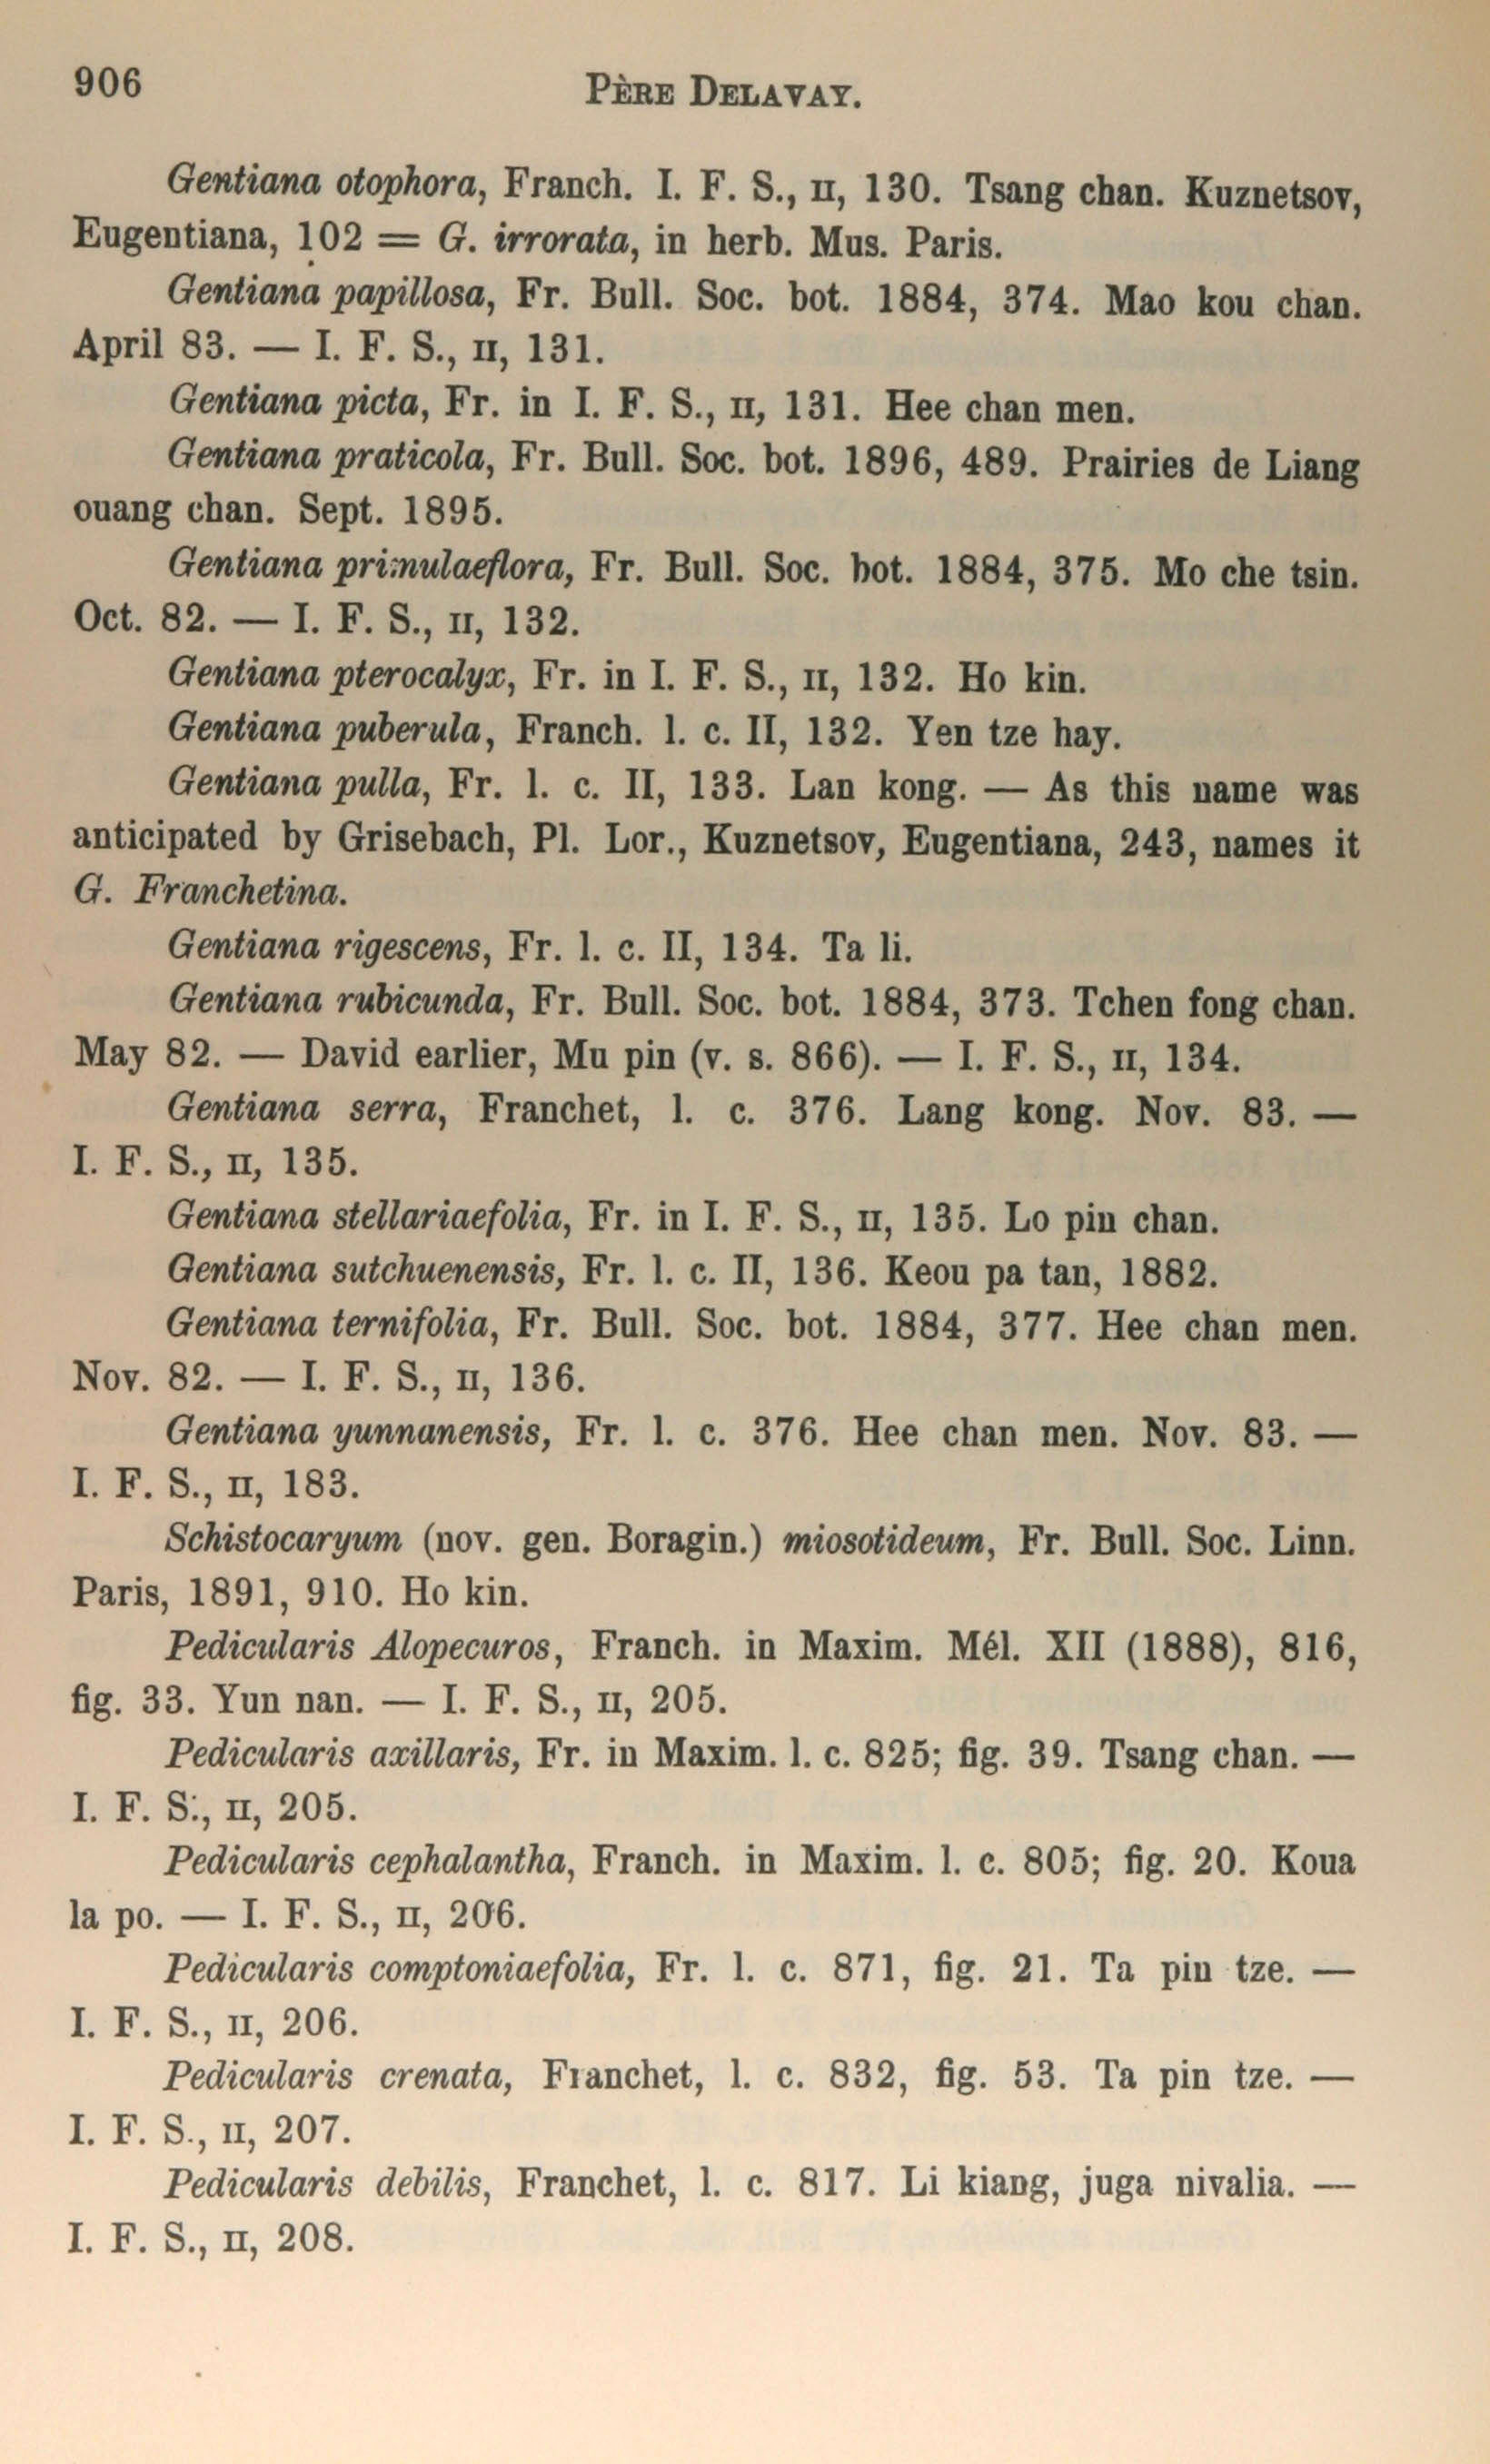 906
PÈRE DELAVAY.
Gentiana otophora, Franch. I. F. S., II, 130. Tsang chan. Kuznetsov,
Eugentiana, 102 = G. irrorata, in herb. Mus. Paris.
Gentiana papillosa, Fr. Bull. Soc. bot. 1884, 374. Mao kou chan.
April 83. — I. F. S., II, 131.
Gentiana picta, Fr. in I. F. S., II, 131. Hee chan men.
Gentiana praticola, Fr. Bull. Soc. bot. 1896, 489. Prairies de Liang
ouang chan. Sept. 1895.
Gentiana primulaeflora, Fr. Bull. Soc. bot. 1884, 375. Mo che tsin.
Oct. 82. — I. F. S., II, 132.
Gentiana pterocalyx, Fr. in I. F. S., II, 132. Ho kin.
Gentiana puberula, Franch. l. c. II, 132. Yen tze hay.
Gentiana pulla, Fr. l. c. II, 133. Lan kong. — As this name was
anticipated by Grisebach, Pl. Lor., Kuznetsov, Eugentiana, 243, names it
G. Franchetina.
Gentiana rigescens, Fr. l. c. II, 134. Ta li.
Gentiana rubicunda, Fr. Bull. Soc. bot. 1884, 373. Tchen fong chan.
May 82. — David earlier, Mu pin (v. s. 866). — I. F. S., II, 134.
Gentiana serra, Franchet, l. c. 376. Lang kong. Nov. 83. —
I. F. S., II, 135.
Gentiana stellariaefolia, Fr. in I. F. S., II, 135. Lo pin chan.
Gentiana sutchuenensis, Fr. l. c. II, 136. Keou pa tan, 1882.
Gentiana ternifolia, Fr. Bull. Soc. bot. 1884, 377. Hee chan men.
Nov. 82. — I. F. S., II, 136.
Gentiana yunnanensis, Fr. l. c. 376. Hee chan men. Nov. 83. —
I. F. S., II, 183.
Schistocaryum (nov. gen. Boragin.) miosotideum, Fr. Bull. Soc. Linn.
Paris, 1891, 910. Ho kin.
Pedicularis Alopecuros, Franch. in Maxim. Mél. XII (1888), 816,
fig. 33. Yun nan. — I. F. S., II, 205.
Pedicularis axillaris, Fr. in Maxim. l. c. 825; fig. 39. Tsang chan. —
I. F. S., II, 205.
Pedicularis cephalantha, Franch. in Maxim. l. c. 805; fig. 20. Koua
la po. — I. F. S., II, 206.
Pedicularis comptoniaefolia, Fr. l. c. 871, fig. 21. Ta pin tze. —
I. F. S., II, 206.
Pedicularis crenata, Franchet, l. c. 832, fig. 53. Ta pin tze. —
I. F. S., II, 207.
Pedicularis debilis, Franchet, l. c. 817. Li kiang, juga nivalia. —
I. F. S., II, 208.